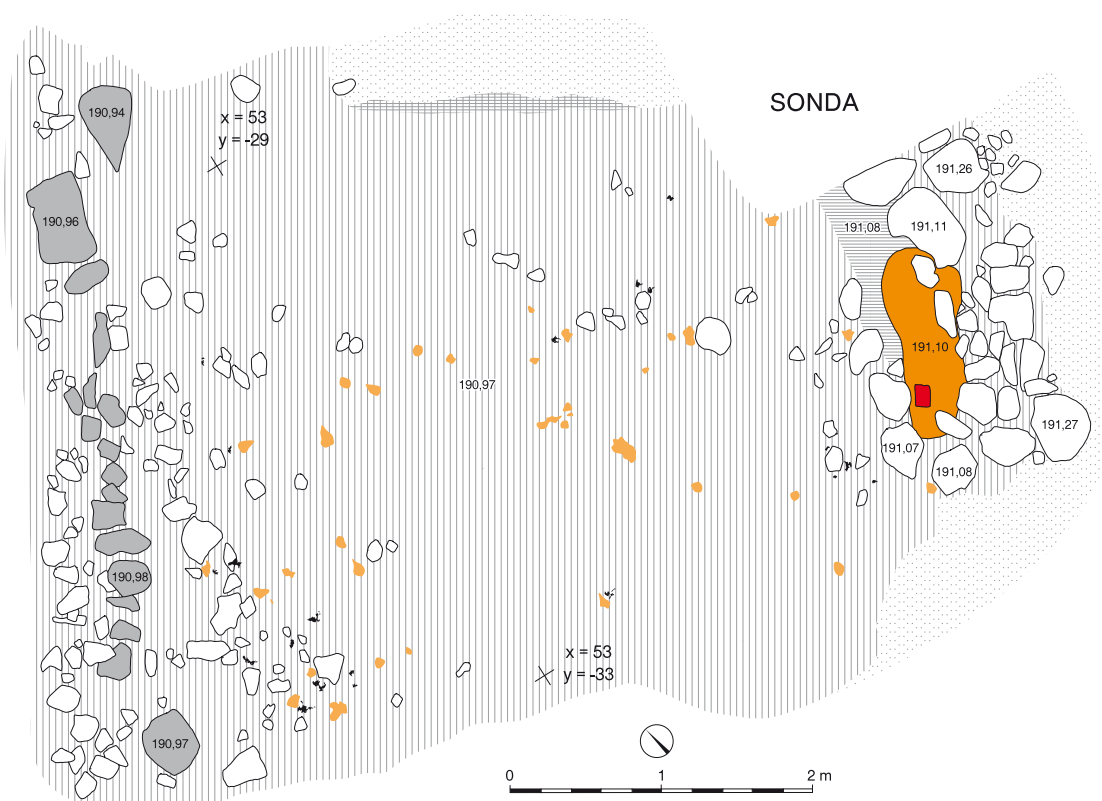 SONDA
190,94
x = 53
y = -29
191,26
190,96
191,08
191,11
191,10
190,97
191,27
191,07
191,08
190,98
x = 53
y = -33
190,97
0 1 2 m